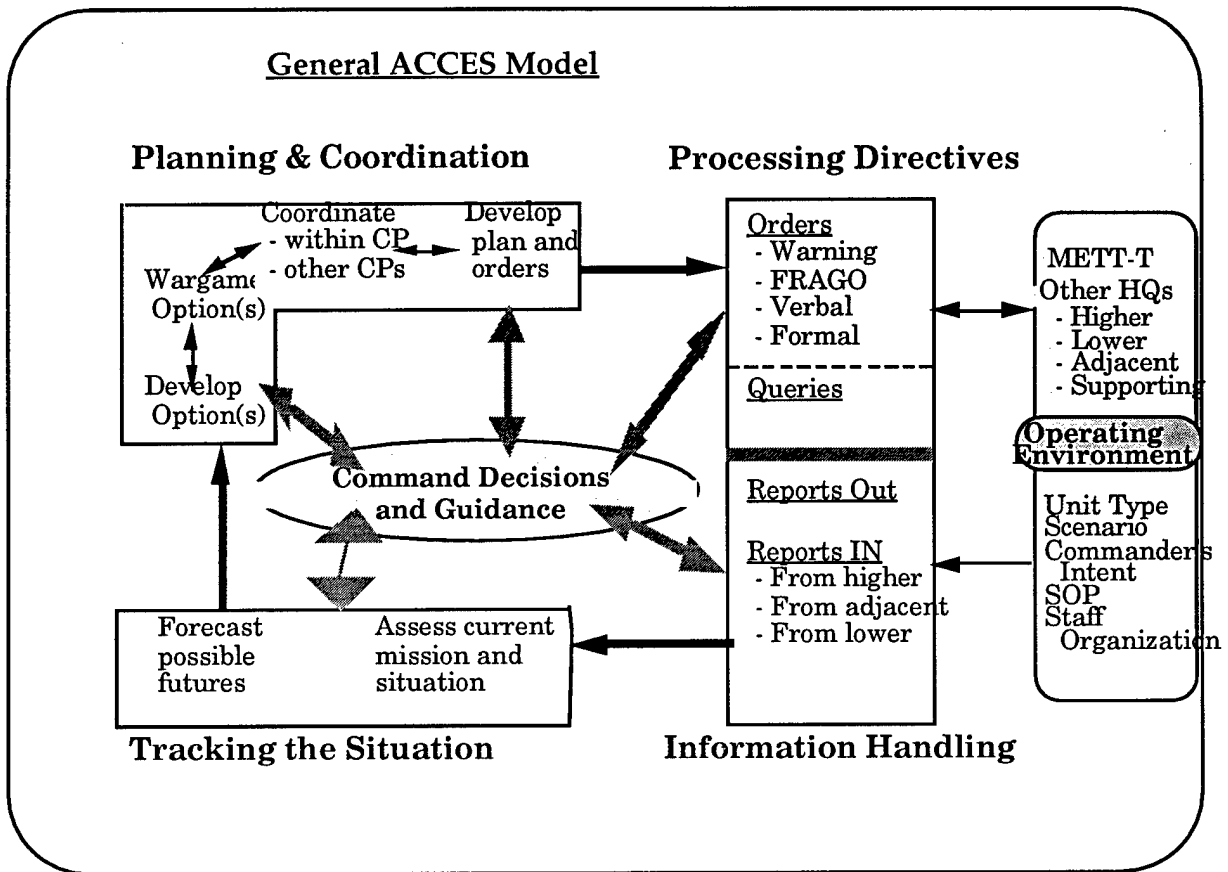 General ACCES Model
Planning & Coordination
Coordinate
- within CP
- other CPs
Develop
plan and
orders
Wargame
Option(s)
Develop
Option(s)
Processing Directives
Orders
- Warning
- FRAGO
- Verbal
- Formal
Queries
Reports Out
Reports IN
- From higher
- From adjacent
- From lower
Information Handling
METT-T
Other HQs
- Higher
- Lower
- Adjacent
- Supporting
Operating
Environment
Unit Type
Scenario
Commander's
Intent
SOP
Staff
Organization
Command Decisions
and Guidance
Forecast
possible
futures
Assess current
mission and
situation
Tracking the Situation